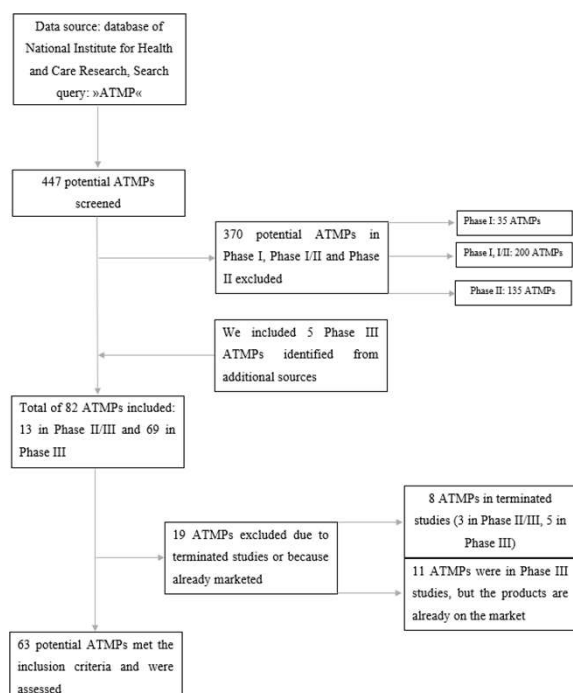 Data source: database of
National Institute for Health
and Care Research, Search
query: »ATMP«
447 potential ATMPs
screened
370 potential ATMPs in
Phase I, Phase I/II and Phase
II excluded
Phase I: 35 ATMPs
Phase I, I/II: 200 ATMPs
Phase II: 135 ATMPs
We included 5 Phase III
ATMPs identified from
additional sources
Total of 82 ATMPs included:
13 in Phase II/III and 69 in
Phase III
19 ATMPs excluded due to
terminated studies or because
already marketed
8 ATMPs in terminated
studies (3 in Phase II/III, 5 in
Phase III)
11 ATMPs were in Phase III
studies, but the products are
already on the market
63 potential ATMPs met the
inclusion criteria and were
assessed